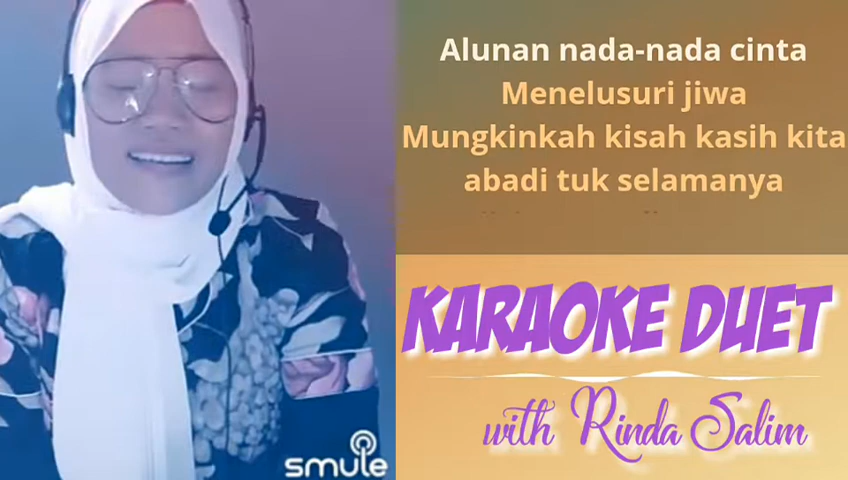 Alunan nada-nada cinta
Menelusuri jiwa
Mungkinkah kisah kasih kita
abadi tuk selamanya
KARAOKE DUET
with Rinda Salim
smule